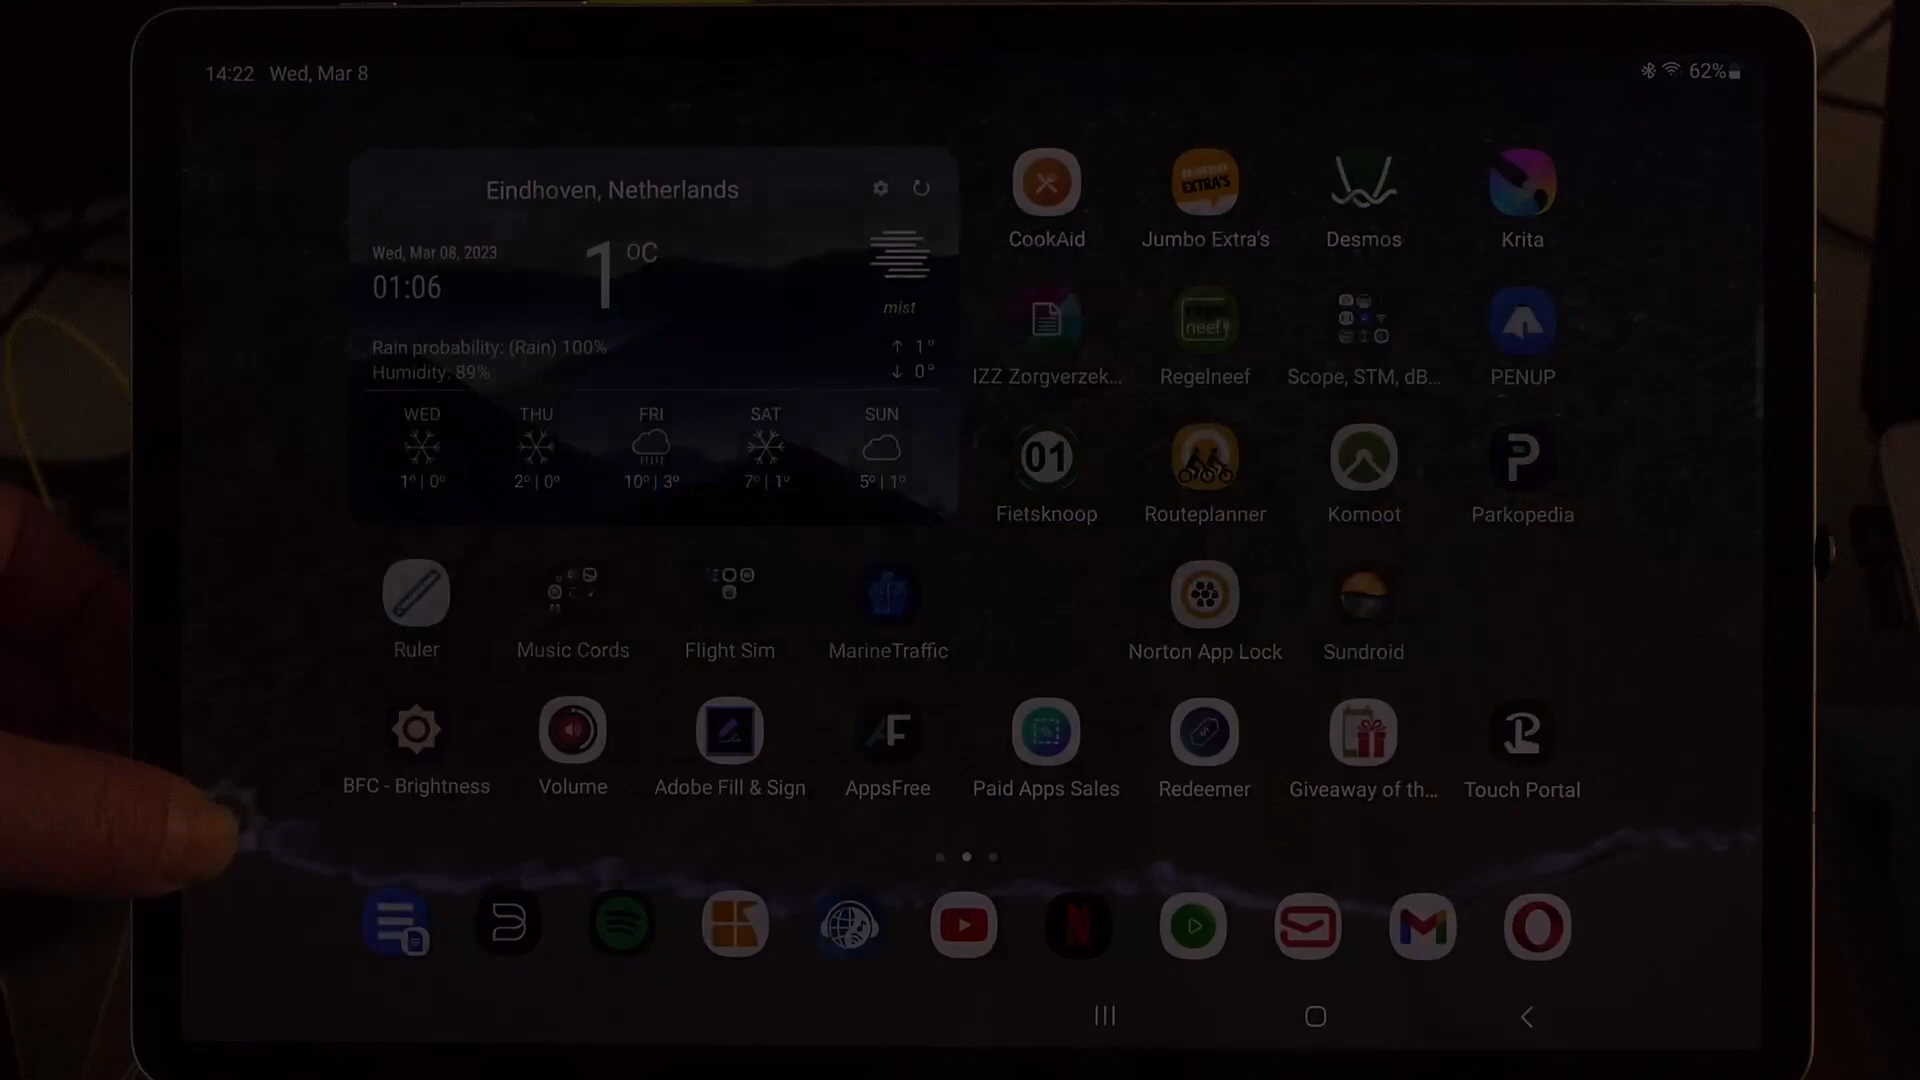 14:22 Wed, Mar 8
62%
Eindhoven, Netherlands
Wed, Mar 08, 2023
01:06
1 OC
mist
Rain probability: (Rain) 100%
Humidity: 89%
↑ 1°
↓ 0°
WED THU FRI SAT SUN
1°|0° 2°|0° 10°|3° 7°|1° 5°|1°
EXTRA'S
CookAid Jumbo Extra's Desmos Krita
neef
IZZ Zorgverzek... Regelneef Scope, STM, dB... PENUP
01
Fietsknoop Routeplanner Komoot Parkopedia
Ruler Music Cords Flight Sim MarineTraffic Norton App Lock Sundroid
AF
BFC - Brightness Volume Adobe Fill & Sign AppsFree Paid Apps Sales Redeemer Giveaway of th... Touch Portal